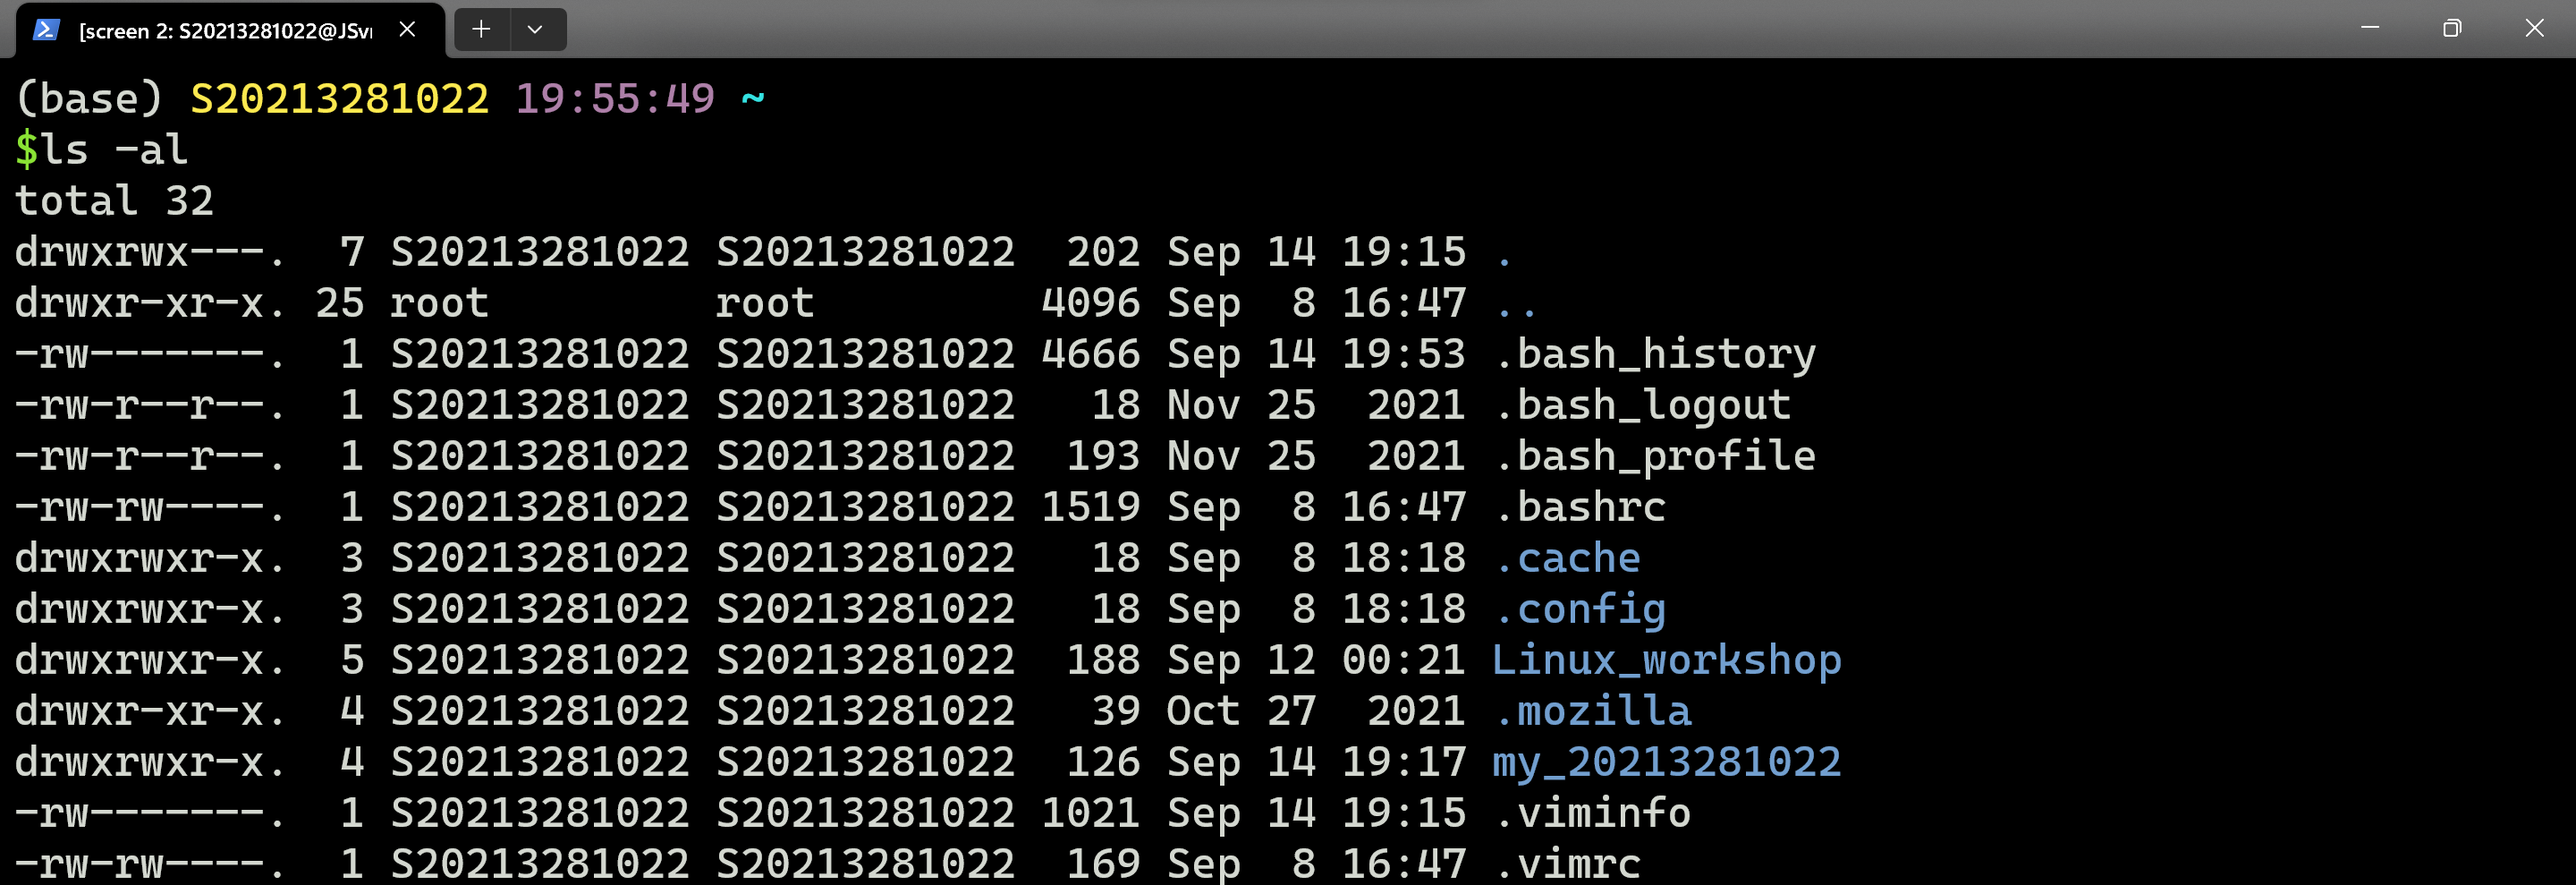 [screen 2: S20213281022@JSv
(base) S20213281022 19:55:49 ~
$ls -al
total 32
drwxrwx---.  7 S20213281022 S20213281022  202 Sep 14 19:15 .
drwxr-xr-x. 25 root         root         4096 Sep  8 16:47 ..
-rw-------.  1 S20213281022 S20213281022 4666 Sep 14 19:53 .bash_history
-rw-r--r--.  1 S20213281022 S20213281022   18 Nov 25  2021 .bash_logout
-rw-r--r--.  1 S20213281022 S20213281022  193 Nov 25  2021 .bash_profile
-rw-rw----.  1 S20213281022 S20213281022 1519 Sep  8 16:47 .bashrc
drwxrwxr-x.  3 S20213281022 S20213281022   18 Sep  8 18:18 .cache
drwxrwxr-x.  3 S20213281022 S20213281022   18 Sep  8 18:18 .config
drwxrwxr-x.  5 S20213281022 S20213281022  188 Sep 12 00:21 Linux_workshop
drwxr-xr-x.  4 S20213281022 S20213281022   39 Oct 27  2021 .mozilla
drwxrwxr-x.  4 S20213281022 S20213281022  126 Sep 14 19:17 my_20213281022
-rw-------.  1 S20213281022 S20213281022 1021 Sep 14 19:15 .viminfo
-rw-rw----.  1 S20213281022 S20213281022  169 Sep  8 16:47 .vimrc